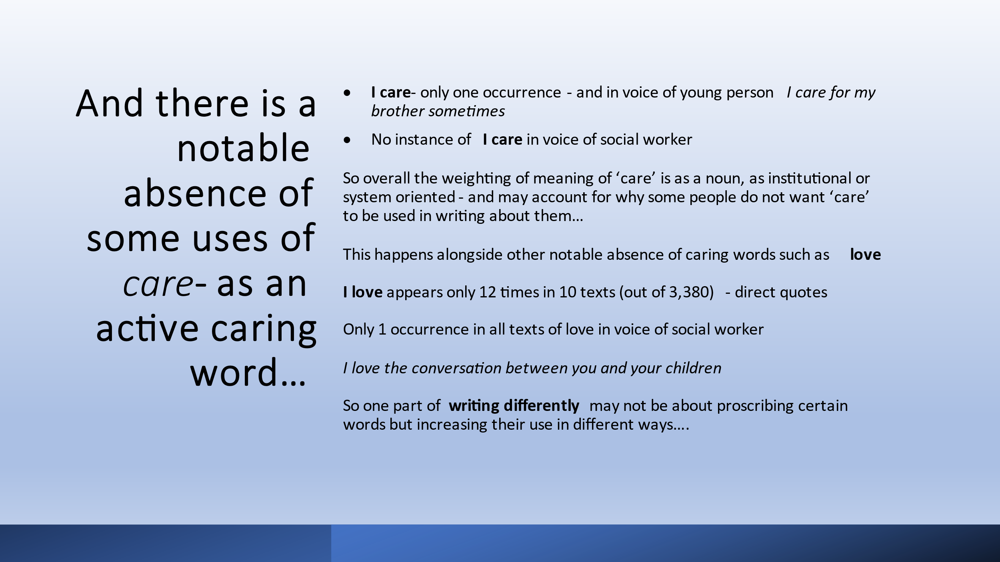 And there is a
notable
absence of
some uses of
care- as an
active caring
word…
• I care- only one occurrence - and in voice of young person I care for my
brother sometimes
• No instance of I care in voice of social worker
So overall the weighting of meaning of ‘care’ is as a noun, as institutional or
system oriented - and may account for why some people do not want ‘care’
to be used in writing about them…
This happens alongside other notable absence of caring words such as love
I love appears only 12 times in 10 texts (out of 3,380) - direct quotes
Only 1 occurrence in all texts of love in voice of social worker
I love the conversation between you and your children
So one part of writing differently may not be about proscribing certain
words but increasing their use in different ways….